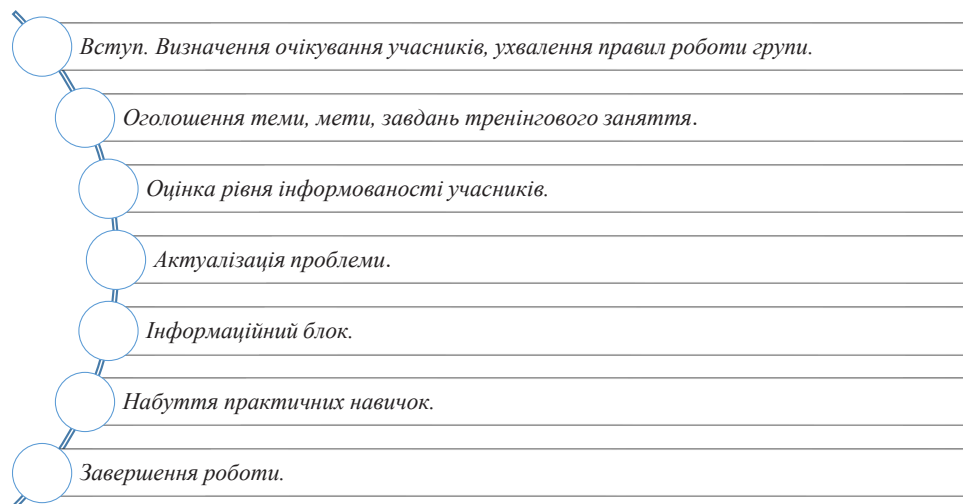 Вступ. Визначення очікування учасників, ухвалення правил роботи групи.
Оголошення теми, мети, завдань тренінгового заняття.
Оцінка рівня інформованості учасників.
Актуалізація проблеми.
Інформаційний блок.
Набуття практичних навичок.
Завершення роботи.